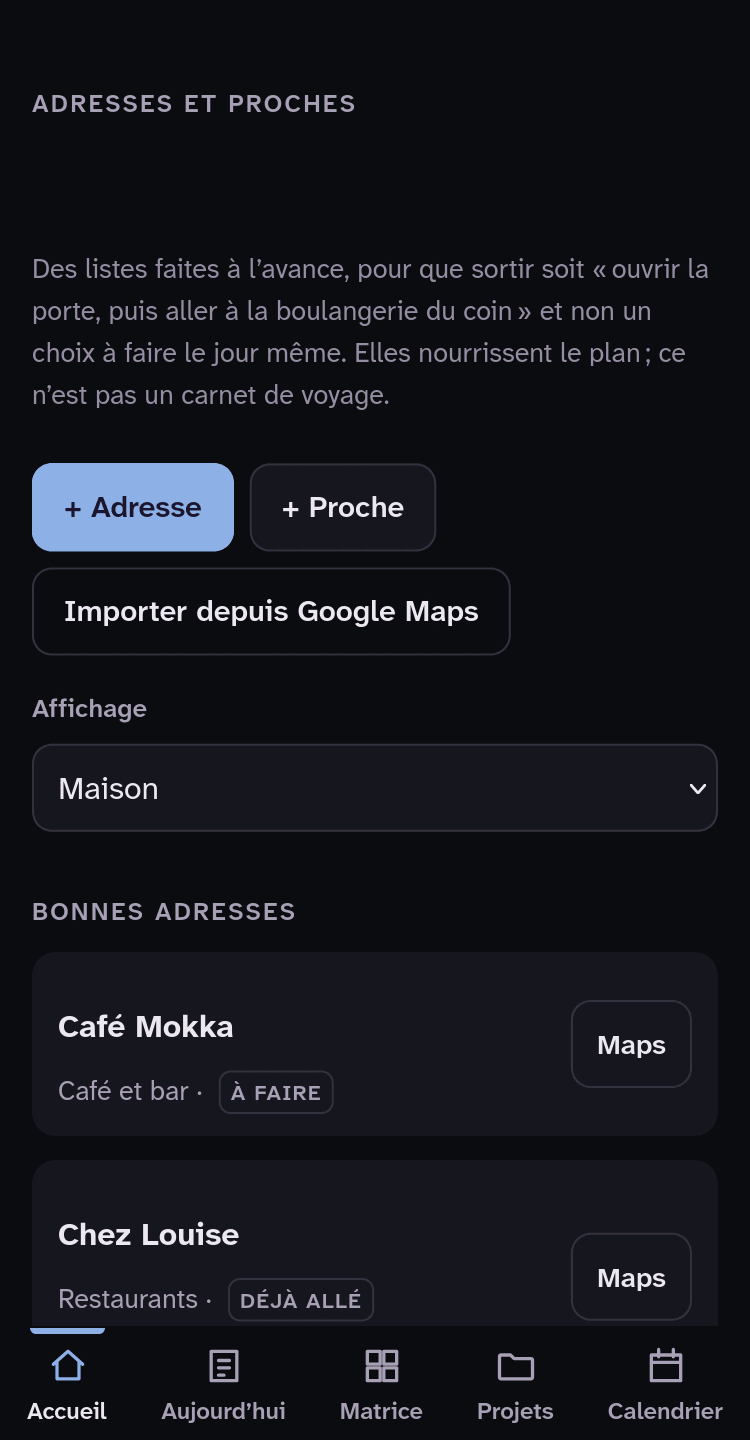 ADRESSES ET PROCHES
Des listes faites à l’avance, pour que sortir soit « ouvrir la
porte, puis aller à la boulangerie du coin » et non un
choix à faire le jour même. Elles nourrissent le plan ; ce
n’est pas un carnet de voyage.
+ Adresse
+ Proche
Importer depuis Google Maps
Affichage
Maison
BONNES ADRESSES
Café Mokka
Café et bar ·
À FAIRE
Maps
Chez Louise
Restaurants ·
DÉJÀ ALLÉ
Maps
Accueil
Aujourd’hui
Matrice
Projets
Calendrier